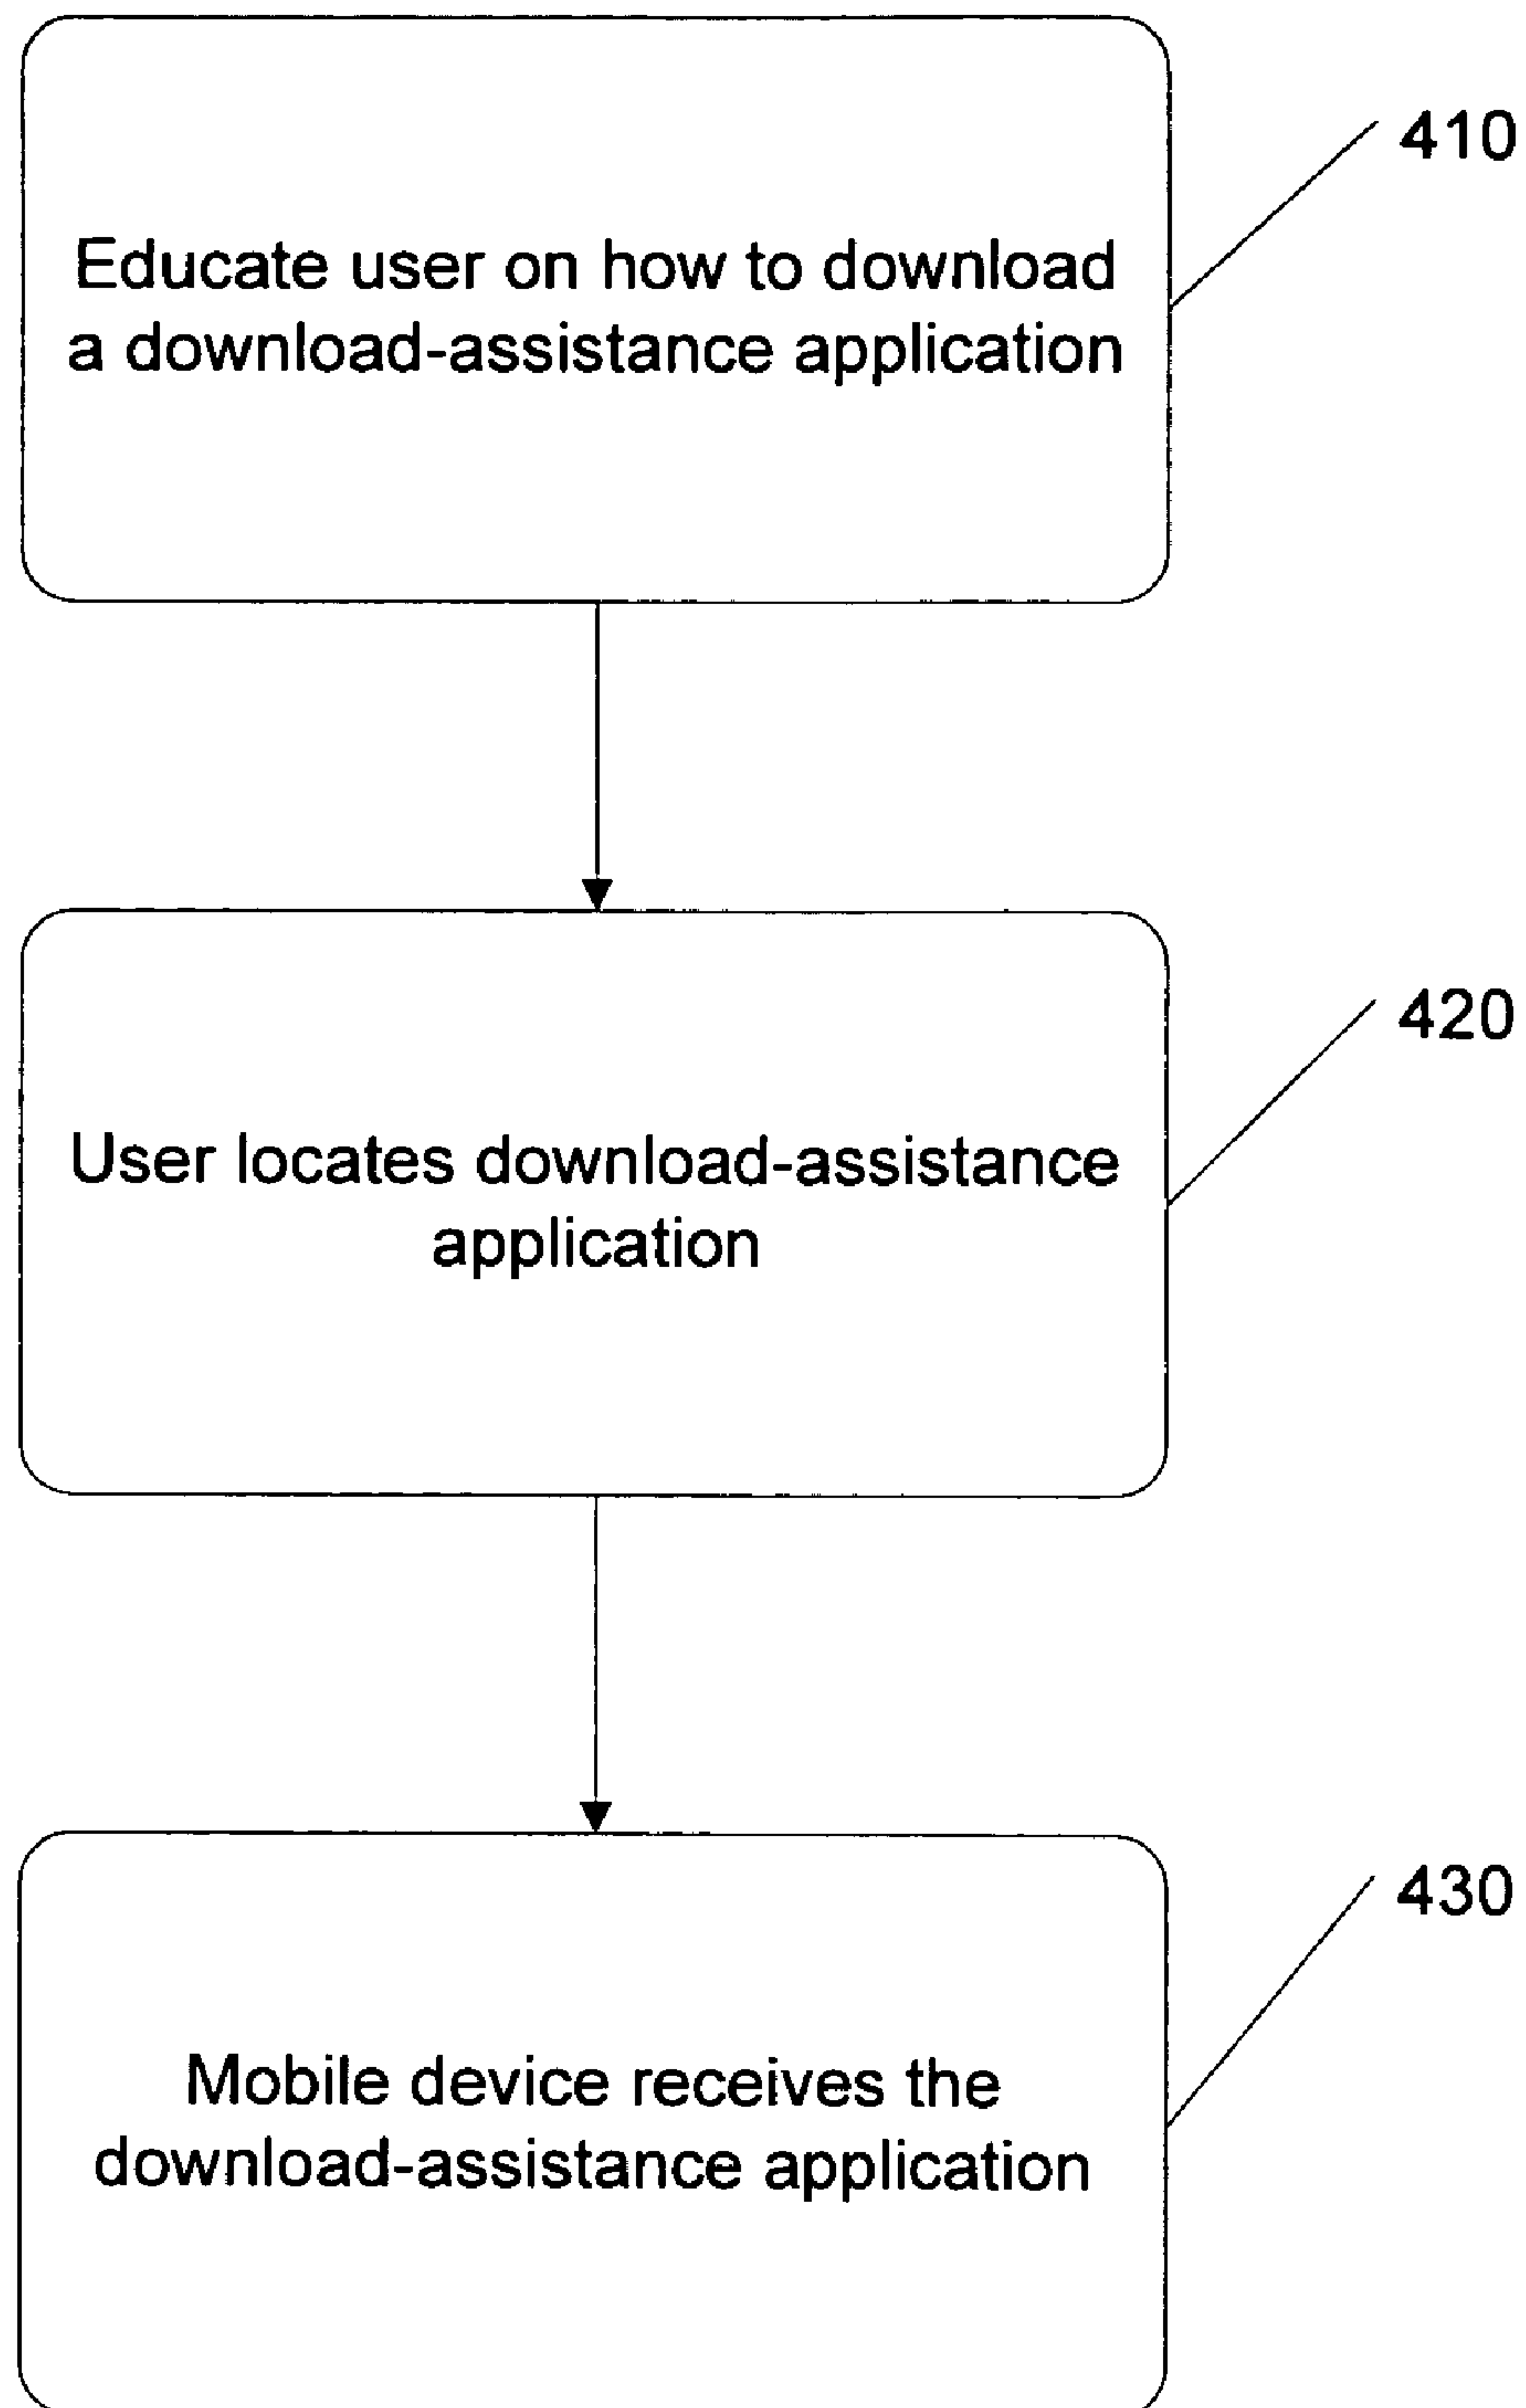 410
Educate user on how to download
a download-assistance application
420
User locates download-assistance
application
430
Mobile device receives the
download-assistance application